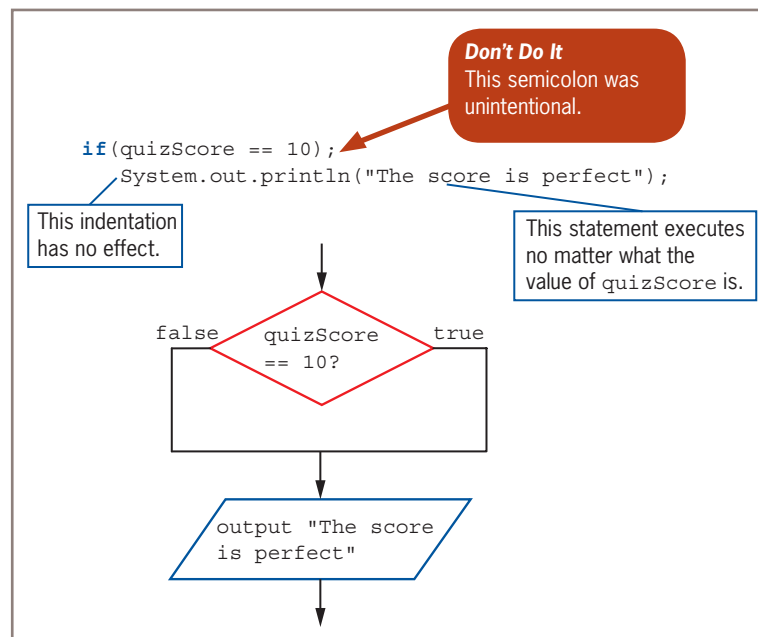 Don't Do It
This semicolon was
unintentional.
if(quizScore == 10);
System.out.println("The score is perfect");
This indentation
has no effect.
This statement executes
no matter what the
value of quizScore is.
false
quizScore
== 10?
true
output "The score
is perfect"